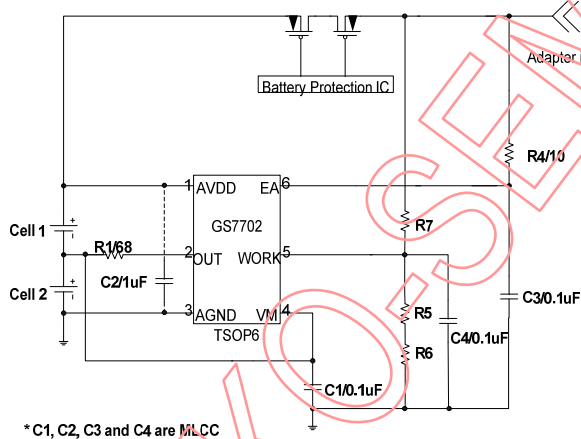 Battery Protection IC
Adapter
R4/10
1 AVDD EA 6
GS7702
Cell 1
R7
R1/68
2 OUT WORK 5
C2/1uF
Cell 2
C3/0.1uF
3 AGND VM 4
R5
C4/0.1uF
TSOP6
R6
C1/0.1uF
* C1, C2, C3 and C4 are MLCC